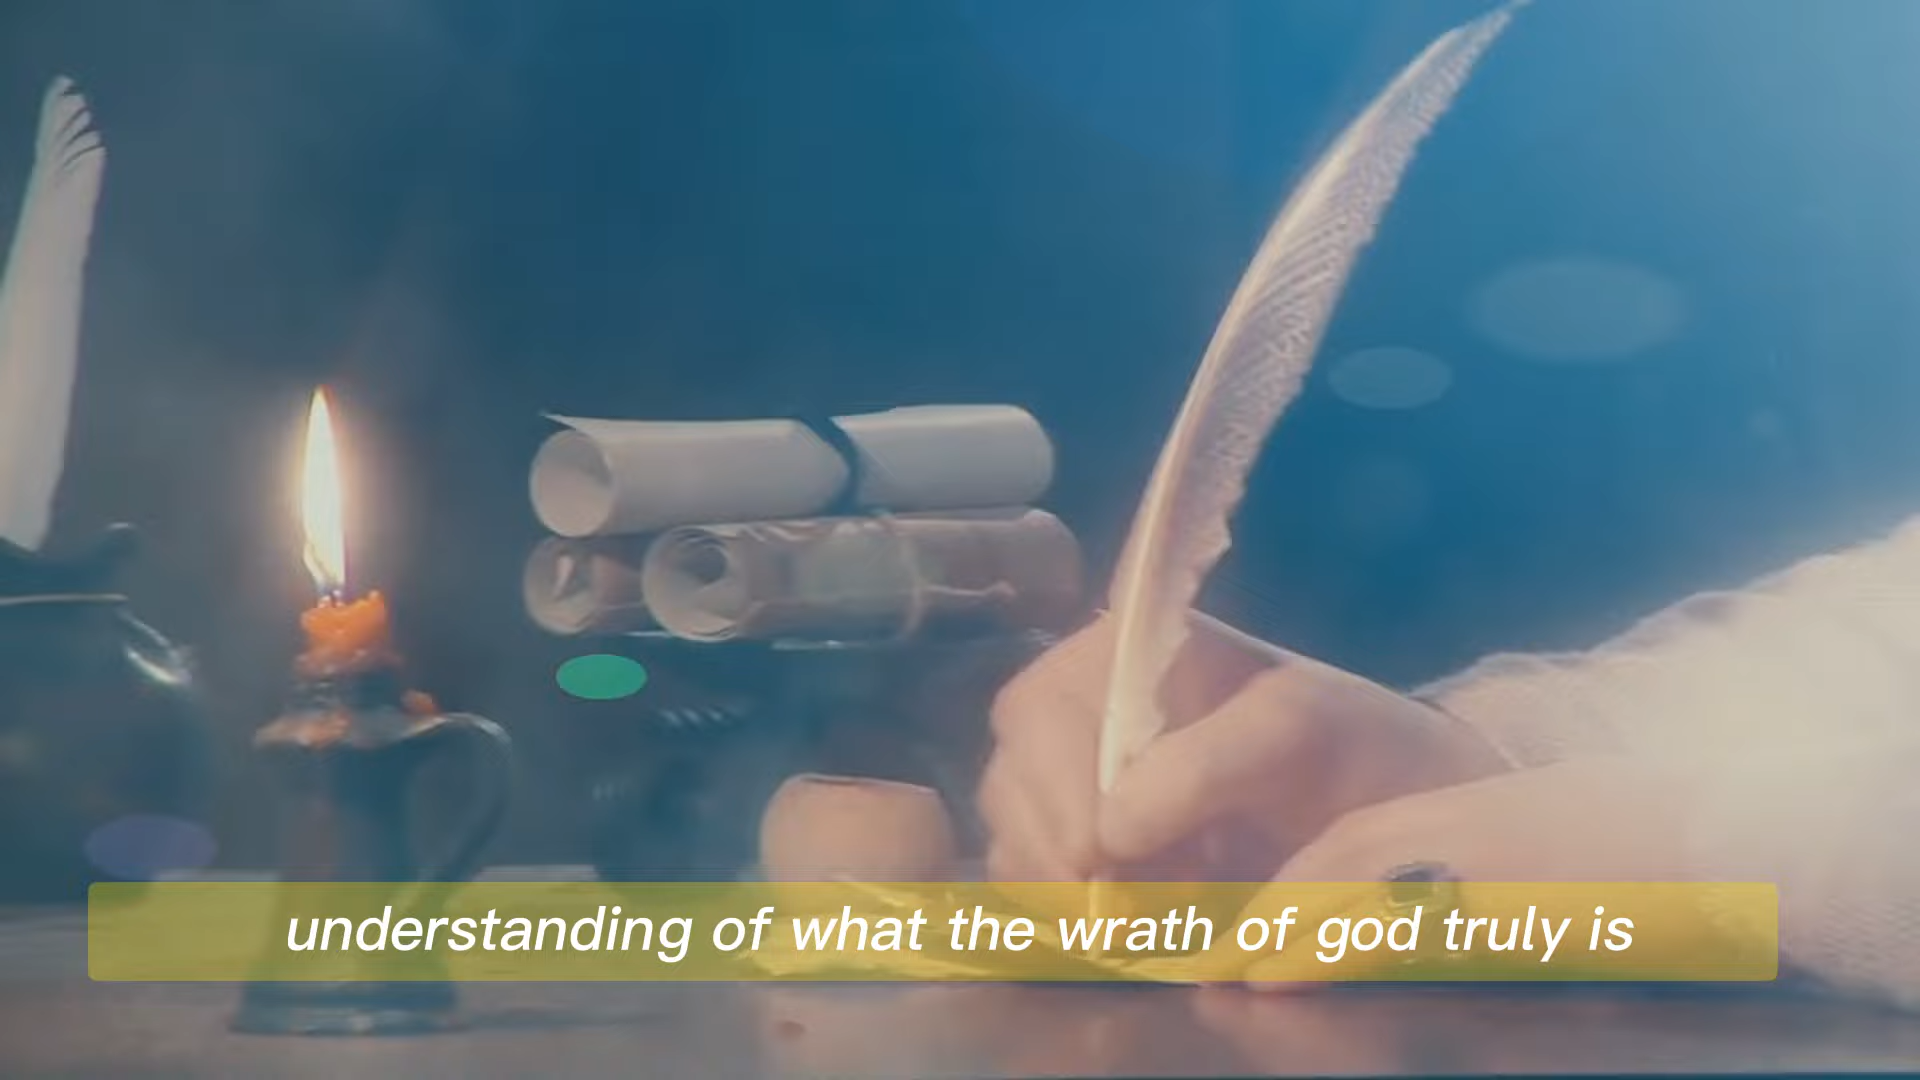 understanding of what the wrath of god truly is